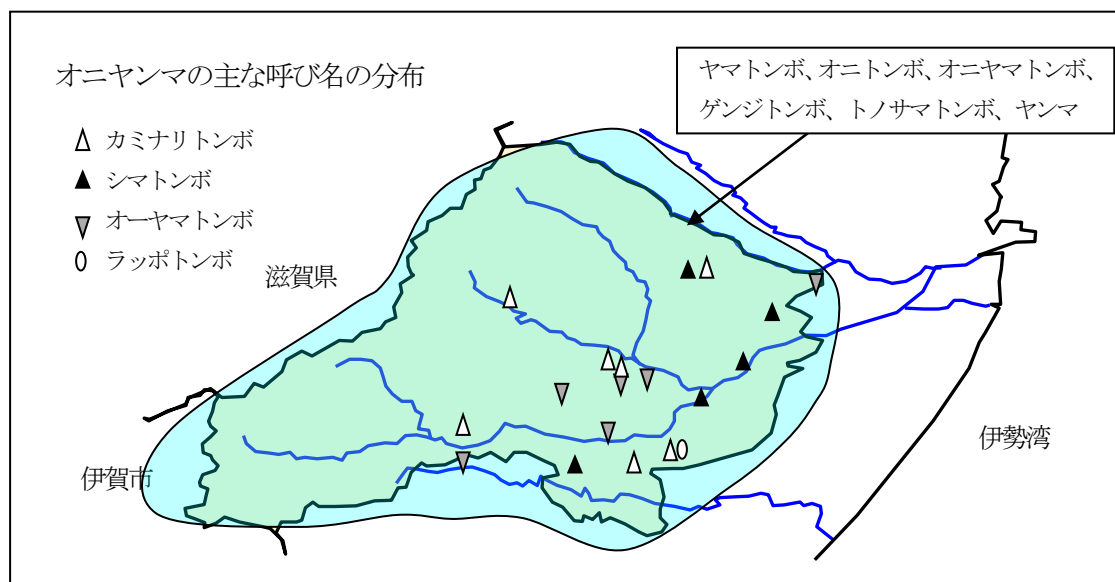 オニヤンマの主な呼び名の分布
カミナリトンボ
シマトンボ
オーヤマトンボ
ラッポトンボ
ヤマトンボ、オニトンボ、オニヤマトンボ、
ゲンジトンボ、トノサマトンボ、ヤンマ
滋賀県
伊賀市
伊勢湾